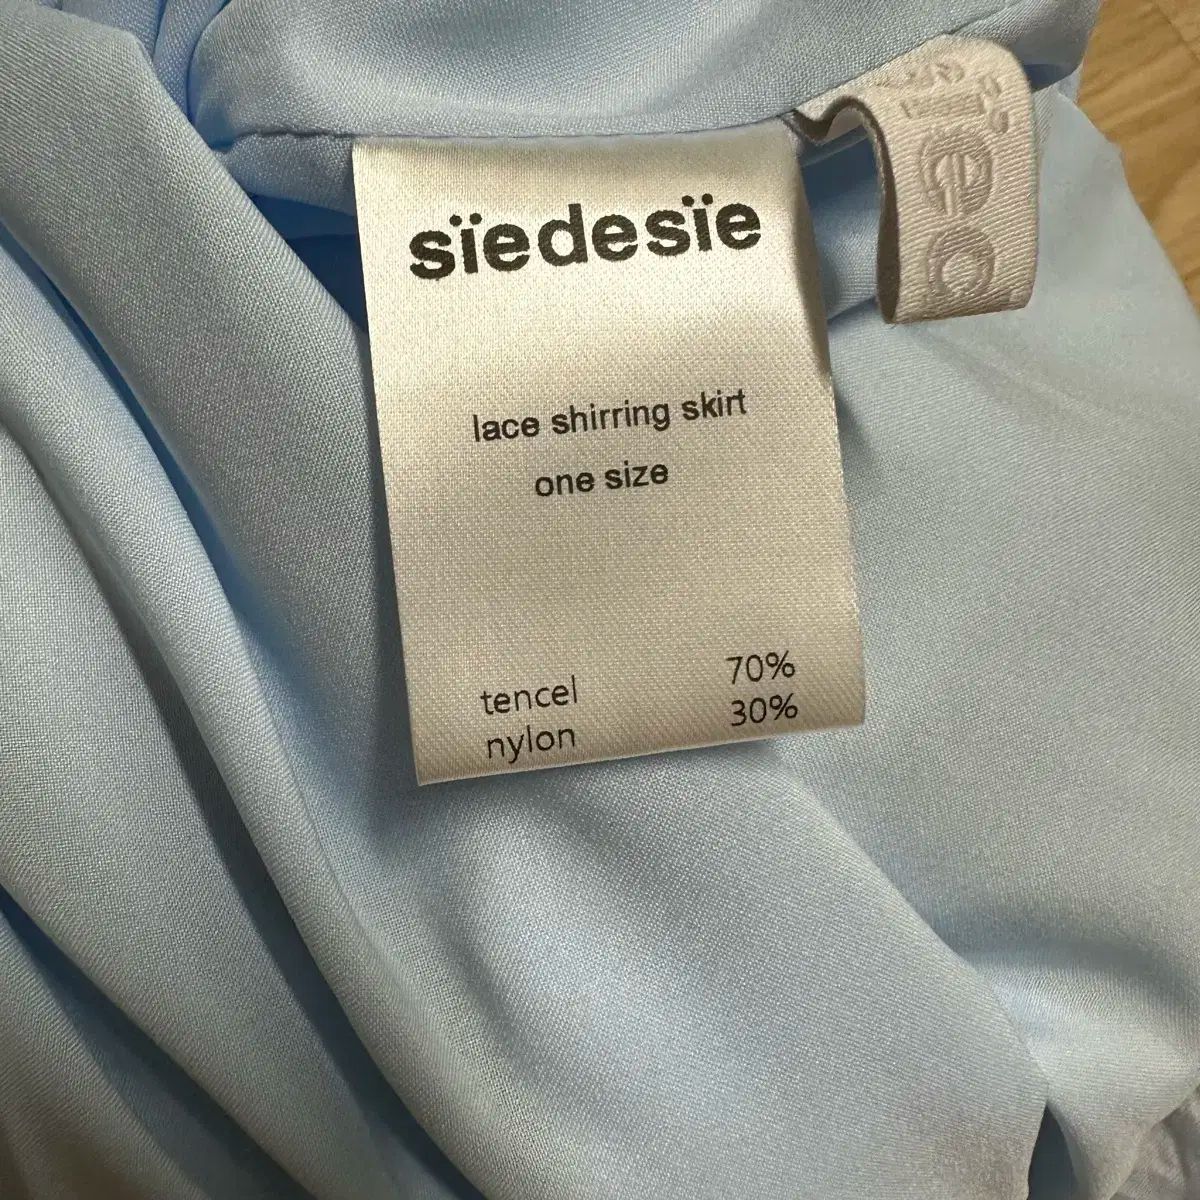 sïedesïe
lace shirring skirt
one size
tencel 70%
nylon 30%